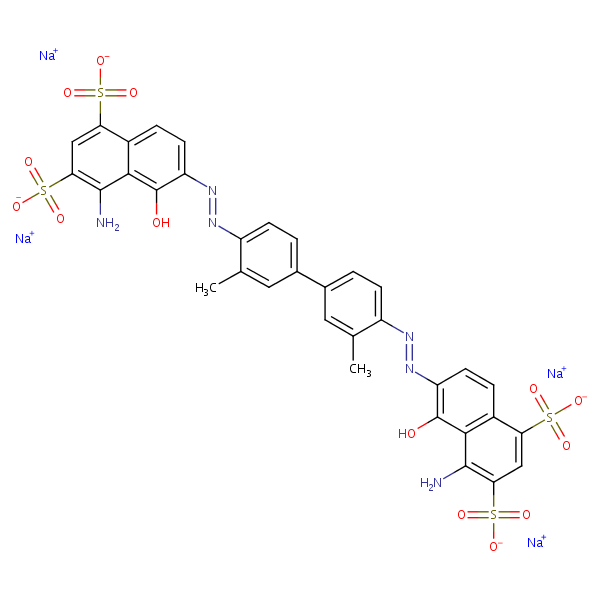 Na+
O-
O S O
O
S
O- O
Na+
NH2
OH
N
N
H3C
CH3
N
N
Na+
O
O-
S
O
HO
H2N
O S O
O-
Na+